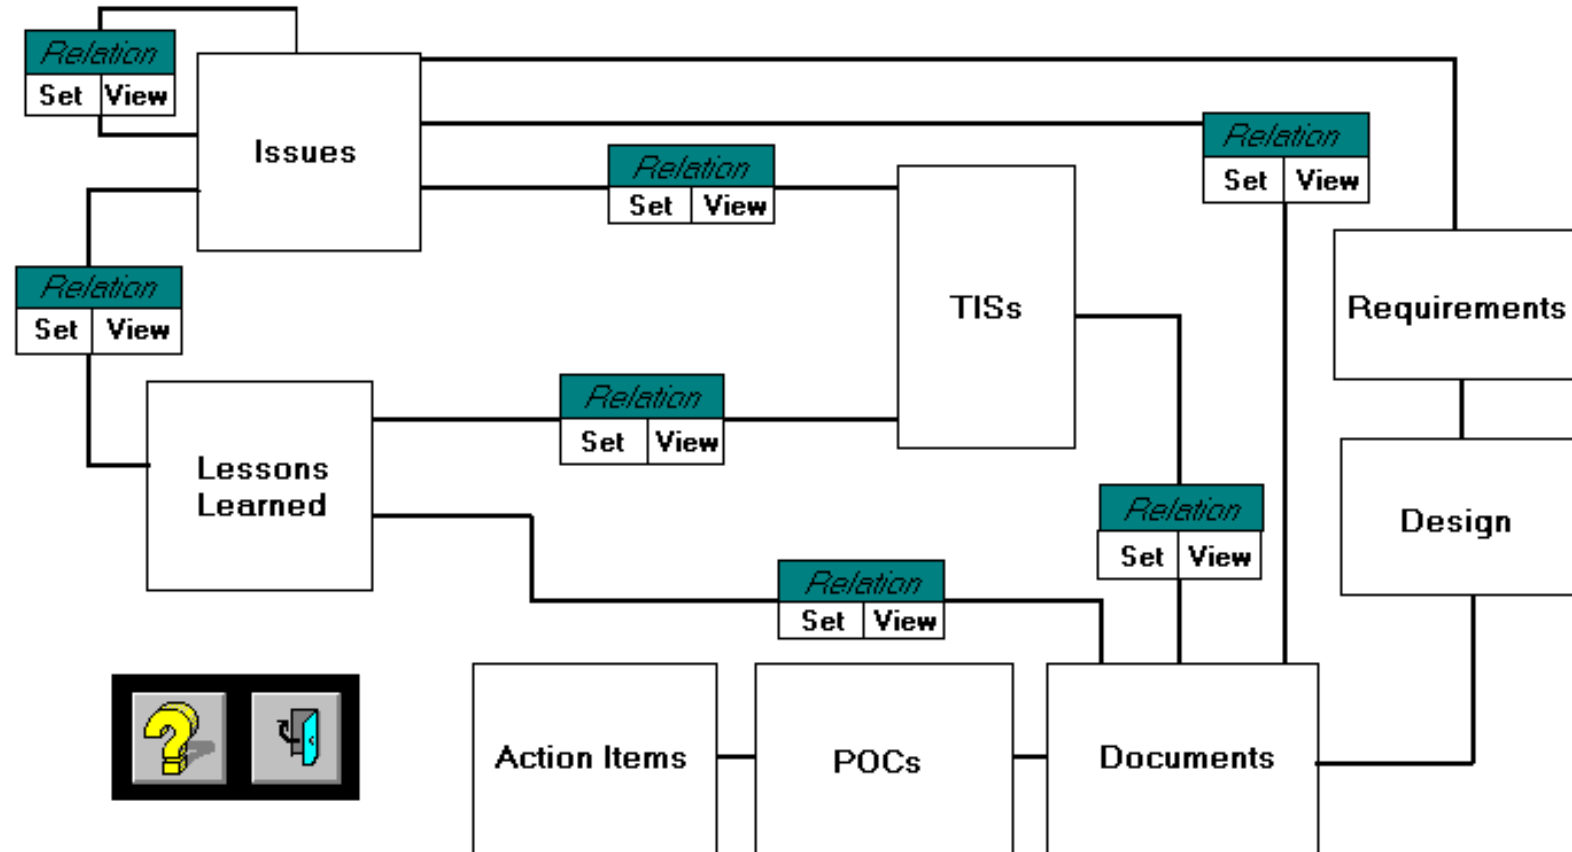 Relation
Set View
Issues
Relation
Set View
Relation
Set View
Relation
Set View
TISs
Requirements
Relation
Set View
Lessons
Learned
Relation
Set View
Design
Relation
Set View
Action Items
POCs
Documents